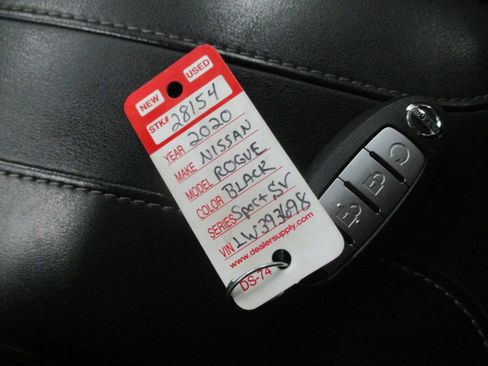 NEW USED
STK# 28154
YEAR 2020
MAKE NISSAN
MODEL ROGUE
COLOR BLACK
SERIES Sport SV
VIN LW393698
www.dealersupply.com
DS-74
NISSAN